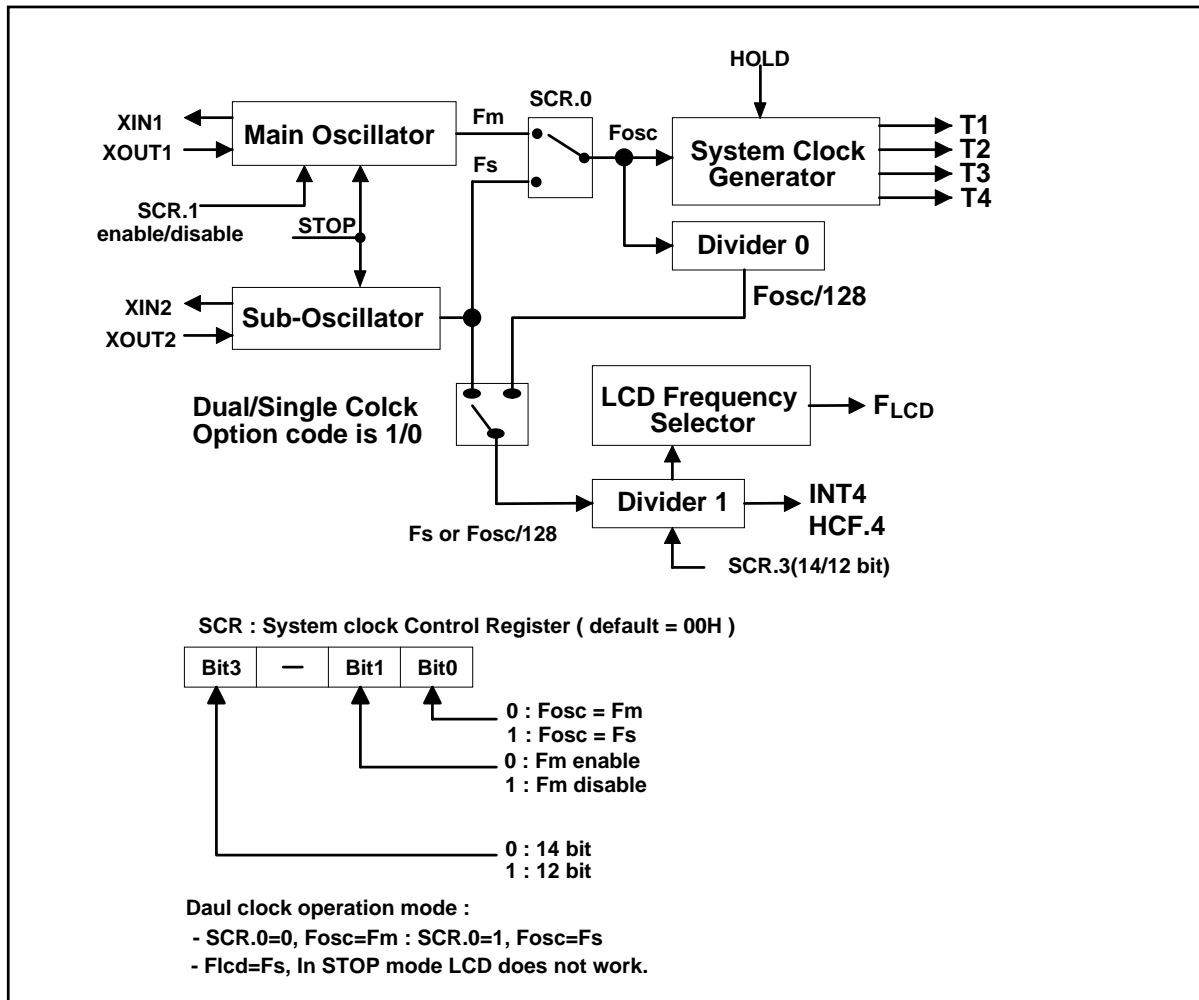 HOLD
SCR.0
XIN1
Main Oscillator
Fm
Fosc
System Clock
Generator
T1
T2
T3
T4
XOUT1
Fs
SCR.1
enable/disable
STOP
Divider 0
Fosc/128
XIN2
Sub-Oscillator
XOUT2
Dual/Single Colck
Option code is 1/0
LCD Frequency
Selector
FLCD
Divider 1
INT4
HCF.4
Fs or Fosc/128
SCR.3(14/12 bit)
SCR : System clock Control Register ( default = 00H )
Bit3 — Bit1 Bit0
0 : Fosc = Fm
1 : Fosc = Fs
0 : Fm enable
1 : Fm disable
0 : 14 bit
1 : 12 bit
Daul clock operation mode :
- SCR.0=0, Fosc=Fm : SCR.0=1, Fosc=Fs
- Flcd=Fs, In STOP mode LCD does not work.